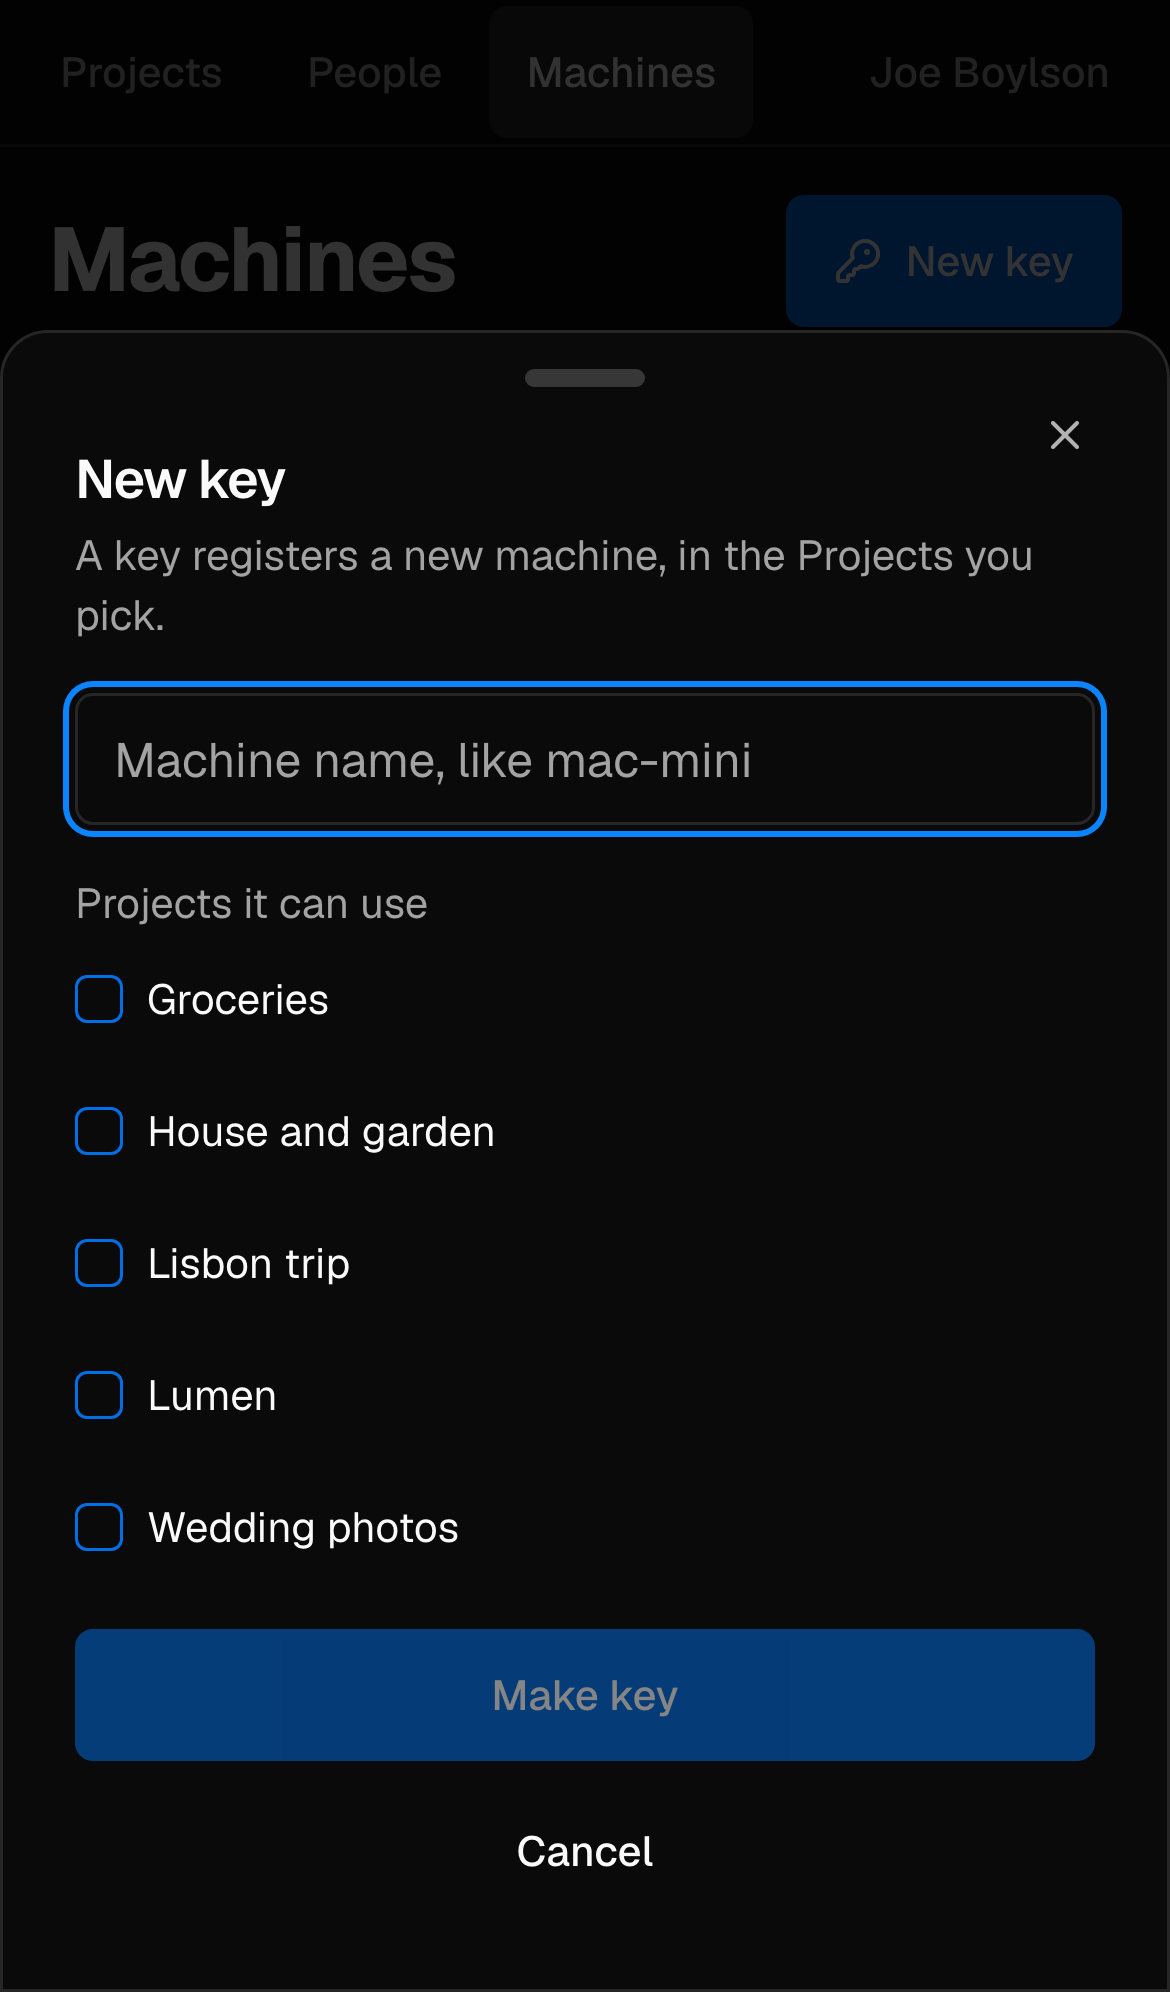 Projects People Machines Joe Boylson
Machines
New key
New key
A key registers a new machine, in the Projects you
pick.
Machine name, like mac-mini
Projects it can use
Groceries
House and garden
Lisbon trip
Lumen
Wedding photos
Make key
Cancel